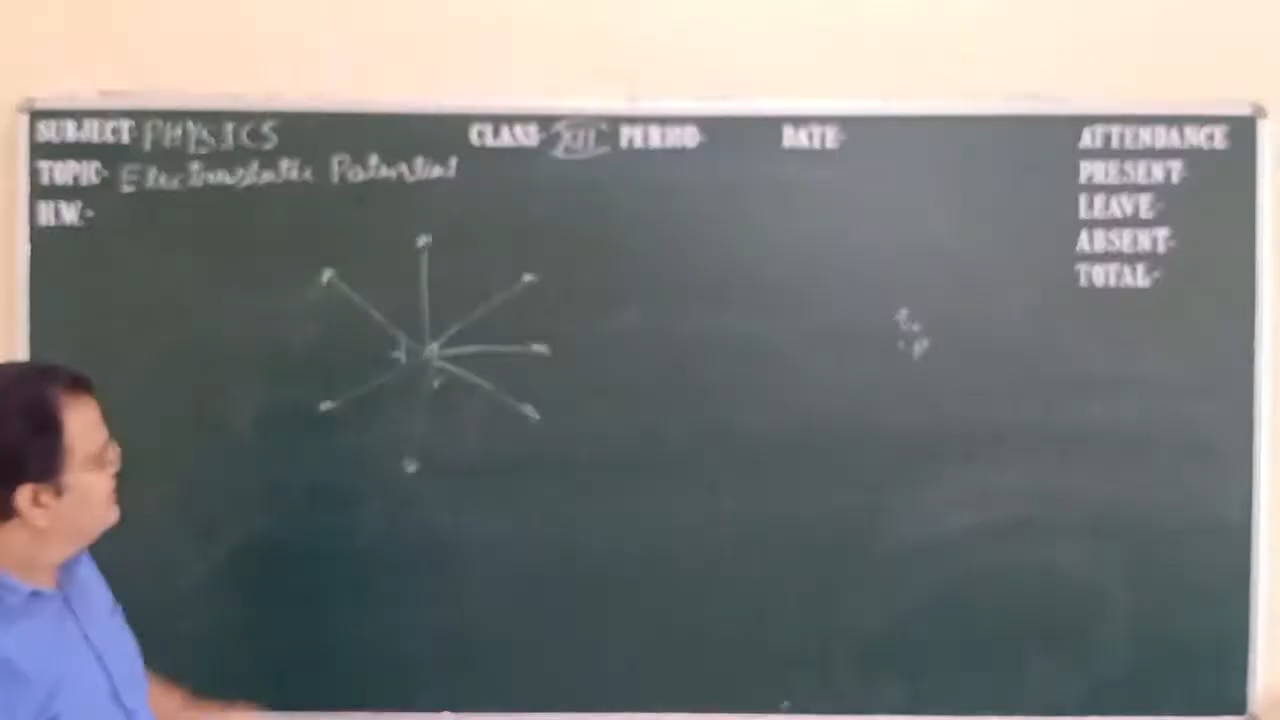 SUBJECT- PHYSICS CLASS- XII PERIOD- DATE- ATTENDANCE
TOPIC- Electrostatic Potential PRESENT-
H.W.- LEAVE-
ABSENT-
TOTAL-
P